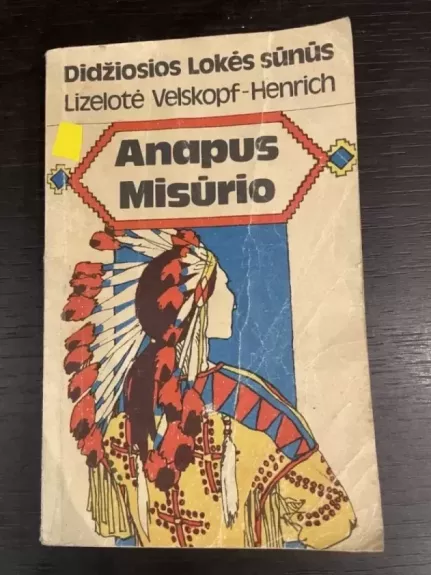 Didžiosios Lokės sūnūs
Lizelotė Velskopf-Henrich
Anapus
Misūrio